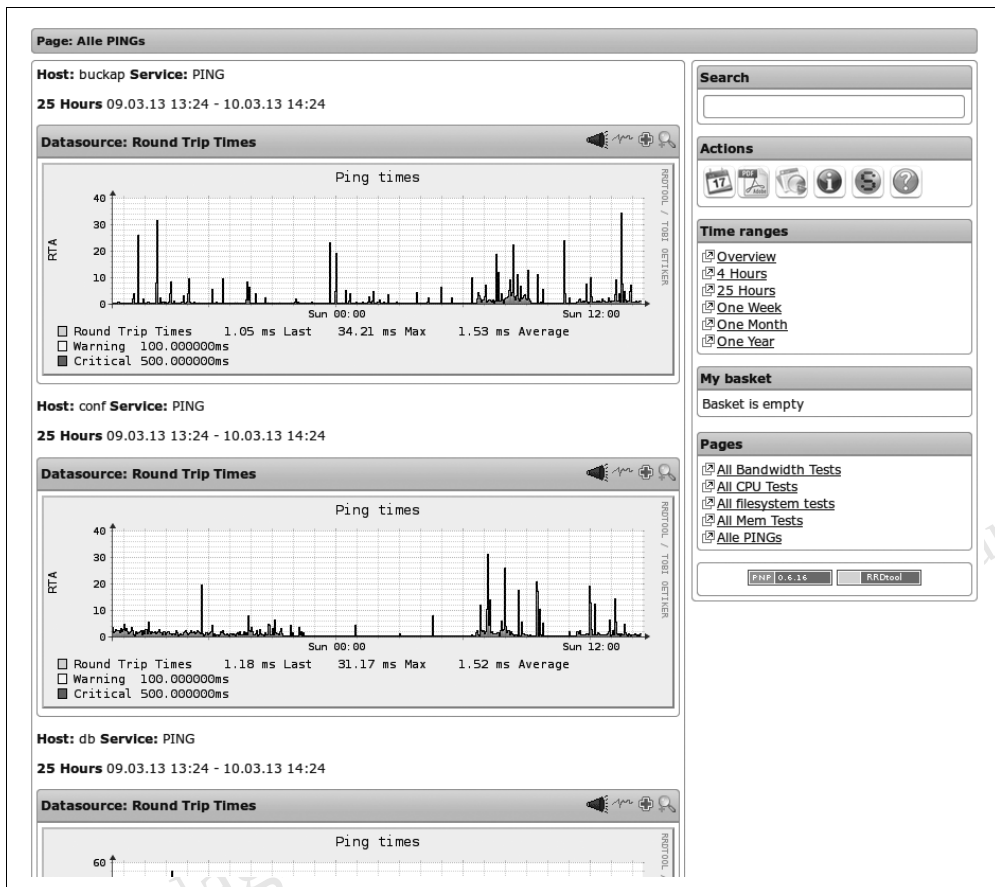 Page: Alle PINGs
Host: buckap Service: PING
25 Hours 09.03.13 13:24 - 10.03.13 14:24
Datasource: Round Trip Times
Ping times
RRDTOOL / TOBI OETIKER
RTA
40
30
20
10
0
Sun 00:00 Sun 12:00
Round Trip Times 1.05 ms Last 34.21 ms Max 1.53 ms Average
Warning 100.000000ms
Critical 500.000000ms
Host: conf Service: PING
25 Hours 09.03.13 13:24 - 10.03.13 14:24
Datasource: Round Trip Times
Ping times
RRDTOOL / TOBI OETIKER
RTA
40
30
20
10
0
Sun 00:00 Sun 12:00
Round Trip Times 1.18 ms Last 31.17 ms Max 1.52 ms Average
Warning 100.000000ms
Critical 500.000000ms
Host: db Service: PING
25 Hours 09.03.13 13:24 - 10.03.13 14:24
Datasource: Round Trip Times
Ping times
RRDTOOL
60
Search
Actions
17
PDF
Adobe
i
S
?
Time ranges
Overview
4 Hours
25 Hours
One Week
One Month
One Year
My basket
Basket is empty
Pages
All Bandwidth Tests
All CPU Tests
All filesystem tests
All Mem Tests
Alle PINGs
PNP 0.6.16 RRDtool